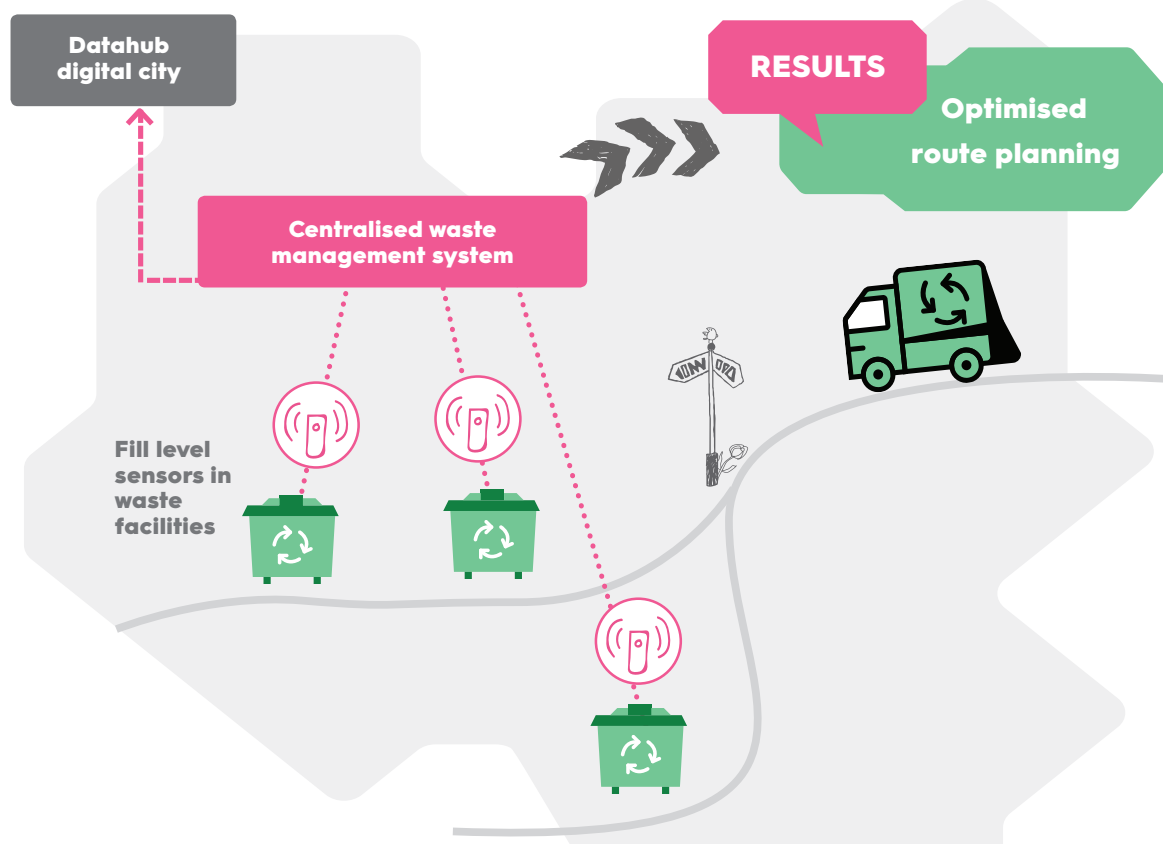 Datahub
digital city
RESULTS
Optimised
route planning
Centralised waste
management system
Fill level
sensors in
waste
facilities